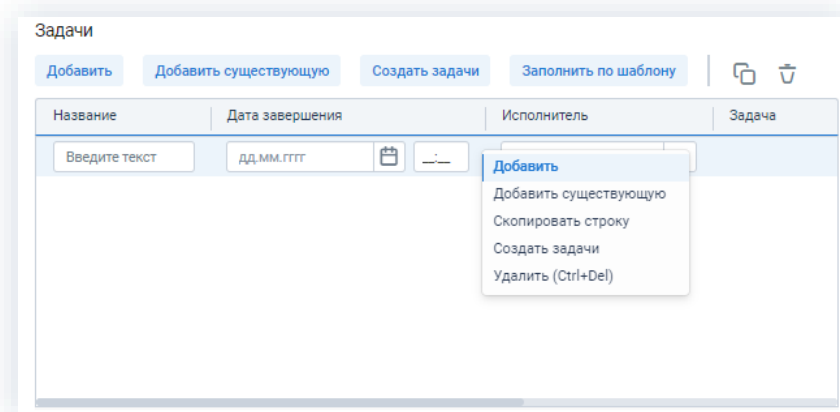 Задачи
Добавить Добавить существующую Создать задачи Заполнить по шаблону
Название Дата завершения Исполнитель Задача
Введите текст дд.мм.гггг __:__
Добавить
Добавить существующую
Скопировать строку
Создать задачи
Удалить (Ctrl+Del)